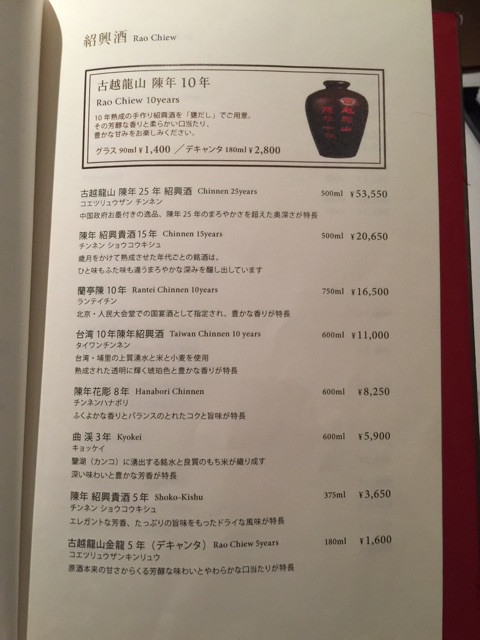 紹興酒 Rao Chiew
古越龍山 陳年 10 年
Rao Chiew 10years
10年熟成の手作り紹興酒を「甕だし」でご用意。
その芳醇な香りと柔らかい口当たり、
豊かな甘みをお楽しみください。
グラス 90ml ¥1,400 ／デキャンタ 180ml ¥2,800
古越龍山 陳年 25 年 紹興酒 Chinnen 25years 500ml ¥53,550
コエツリュウザン チンネン
中国政府お墨付きの逸品、陳年 25 年のまろやかさを超えた奥深さが特長
陳年 紹興貴酒 15 年 Chinnen 15years 500ml ¥20,650
チンネン ショウコウキシュ
歳月をかけて熟成させた年代ごとの銘酒は、
ひと味もふた味も違うまろやかな深みを醸し出しています
蘭亭陳 10 年 Rantei Chinnen 10years 750ml ¥16,500
ランテイチン
北京・人民大会堂での国宴酒として指定され、豊かな香りが特長
台湾 10 年陳年紹興酒 Taiwan Chinnen 10 years 600ml ¥11,000
タイワンチンネン
台湾・埔里の上質湧水と米と小麦を使用
熟成された透明に輝く琥珀色と豊かな香りが特長
陳年花彫 8 年 Hanabori Chinnen 600ml ¥8,250
チンネンハナボリ
ふくよかな香りとバランスのとれたコクと旨味が特長
曲 渓 3 年 Kyokei 600ml ¥5,900
キョッケイ
鑒湖（カンコ）に湧出する銘水と良質のもち米が織り成す
深い味わいと豊かな芳香が特長
陳年 紹興貴酒 5 年 Shoko-Kishu 375ml ¥3,650
チンネン ショウコウキシュ
エレガントな芳香、たっぷりの旨味をもったドライな風味が特長
古越龍山金龍 5 年（デキャンタ） Rao Chiew 5years 180ml ¥1,600
コエツリュウザンキンリュウ
原酒本来の甘さからくる芳醇な味わいとやわらかな口当たりが特長